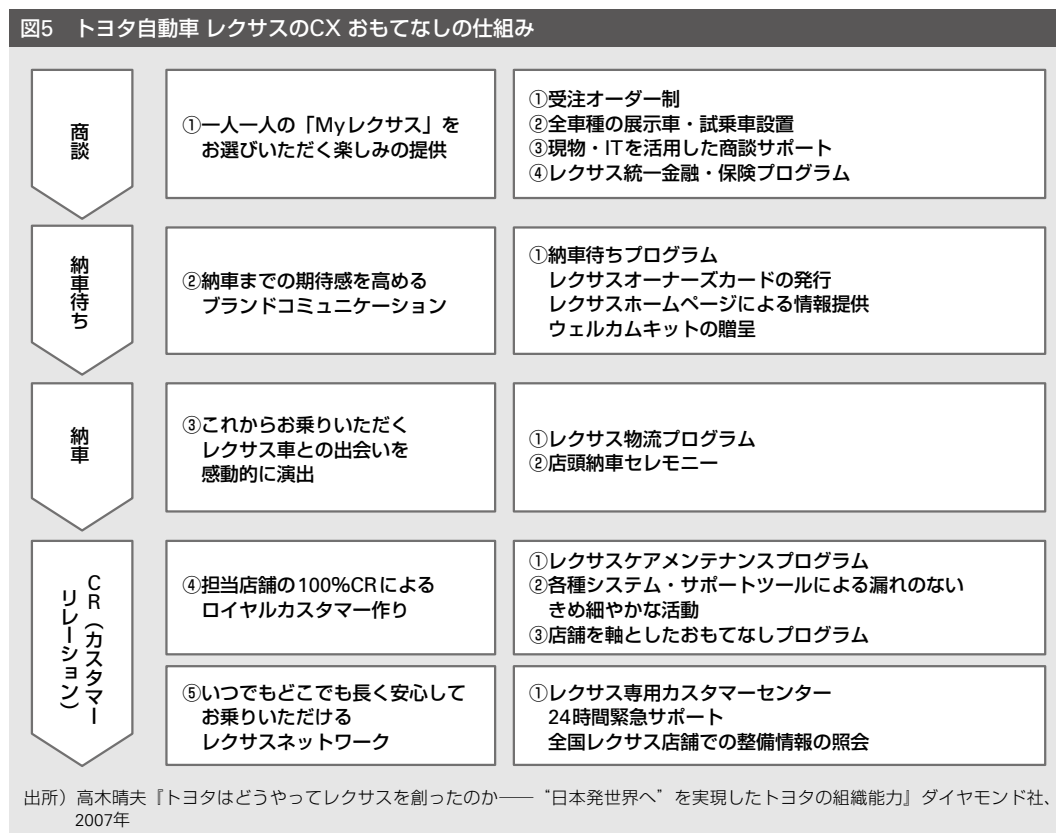 図5　トヨタ自動車 レクサスのCX おもてなしの仕組み
商談
①一人一人の「Myレクサス」を
お選びいただく楽しみの提供
①受注オーダー制
②全車種の展示車・試乗車設置
③現物・ITを活用した商談サポート
④レクサス統一金融・保険プログラム
納車待ち
②納車までの期待感を高める
ブランドコミュニケーション
①納車待ちプログラム
レクサスオーナーズカードの発行
レクサスホームページによる情報提供
ウェルカムキットの贈呈
納車
③これからお乗りいただく
レクサス車との出会いを
感動的に演出
①レクサス物流プログラム
②店頭納車セレモニー
CR（カスタマー
リレーション）
④担当店舗の100％CRによる
ロイヤルカスタマー作り
①レクサスケアメンテナンスプログラム
②各種システム・サポートツールによる漏れのない
きめ細やかな活動
③店舗を軸としたおもてなしプログラム
⑤いつでもどこでも長く安心して
お乗りいただける
レクサスネットワーク
①レクサス専用カスタマーセンター
24時間緊急サポート
全国レクサス店舗での整備情報の照会
出所）高木晴夫『トヨタはどうやってレクサスを創ったのか――“日本発世界へ”を実現したトヨタの組織能力』ダイヤモンド社、
2007年